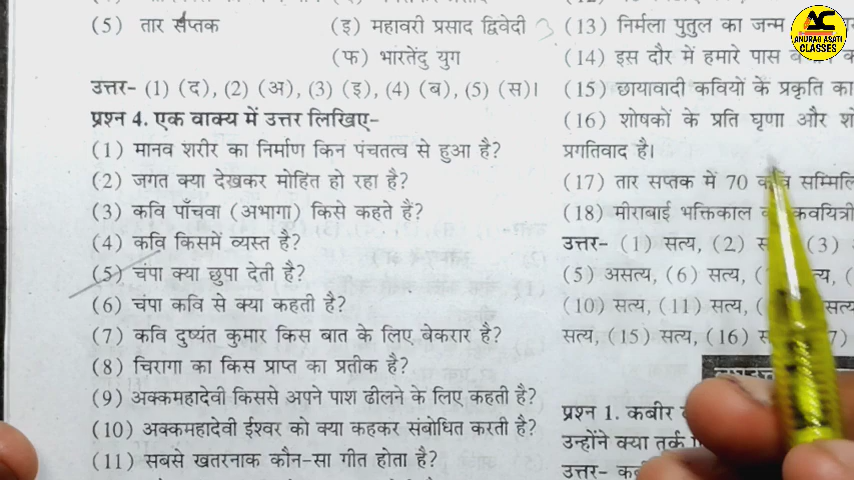 (5) तार सप्तक
(इ) महावरी प्रसाद द्विवेदी
(फ) भारतेंदु युग
उत्तर- (1) (द), (2) (अ), (3) (इ), (4) (ब), (5) (स)।
प्रश्न 4. एक वाक्य में उत्तर लिखिए-
(1) मानव शरीर का निर्माण किन पंचतत्व से हुआ है?
(2) जगत क्या देखकर मोहित हो रहा है?
(3) कवि पाँचवा (अभागा) किसे कहते हैं?
(4) कवि किसमें व्यस्त है?
(5) चंपा क्या छुपा देती है?
(6) चंपा कवि से क्या कहती है?
(7) कवि दुष्यंत कुमार किस बात के लिए बेकरार है?
(8) चिरागा का किस प्राप्त का प्रतीक है?
(9) अक्कमहादेवी किससे अपने पाश ढीलने के लिए कहती है?
(10) अक्कमहादेवी ईश्वर को क्या कहकर संबोधित करती है?
(11) सबसे खतरनाक कौन-सा गीत होता है?
(13) निर्मला पुतुल का जन्म
(14) इस दौर में हमारे पास
(15) छायावादी कवियों के प्रकृति का
(16) शोषकों के प्रति घृणा और
प्रगतिवाद है।
(17) तार सप्तक में 70 कवि
(18) मीराबाई भक्तिकाल कवयित्री
उत्तर- (1) सत्य, (2) (3)
(5) असत्य, (6) सत्य,
(10) सत्य, (11) सत्य,
सत्य, (15) सत्य, (16)
प्रश्न 1. कबीर
उन्होंने क्या तर्क
उत्तर-
AC
ANURAG ASATI
CLASSES